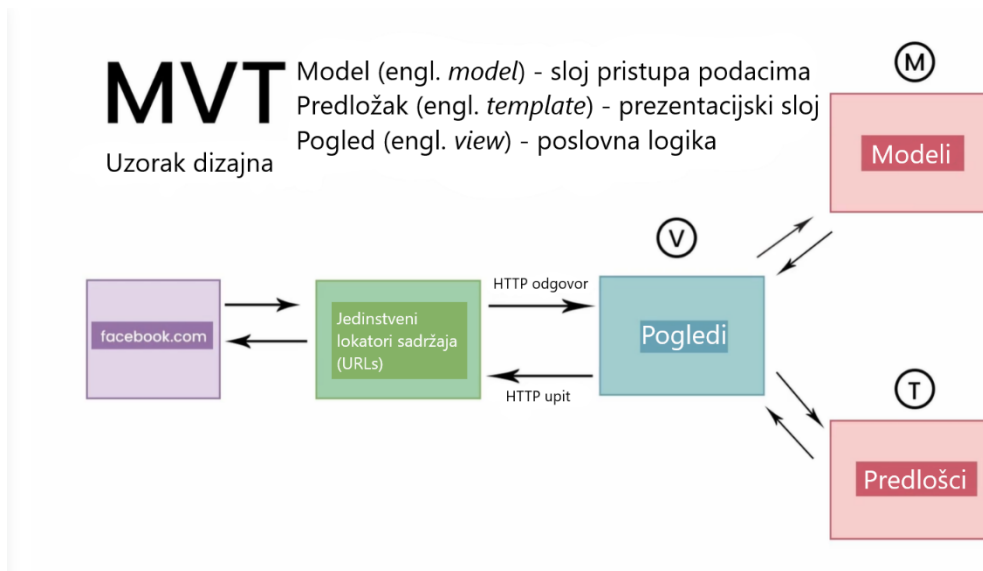 MVT
Uzorak dizajna
Model (engl. model) - sloj pristupa podacima
Predložak (engl. template) - prezentacijski sloj
Pogled (engl. view) - poslovna logika
M
Modeli
V
HTTP odgovor
facebook.com
Jedinstveni
lokatori sadržaja
(URLs)
Pogledi
HTTP upit
T
Predlošci